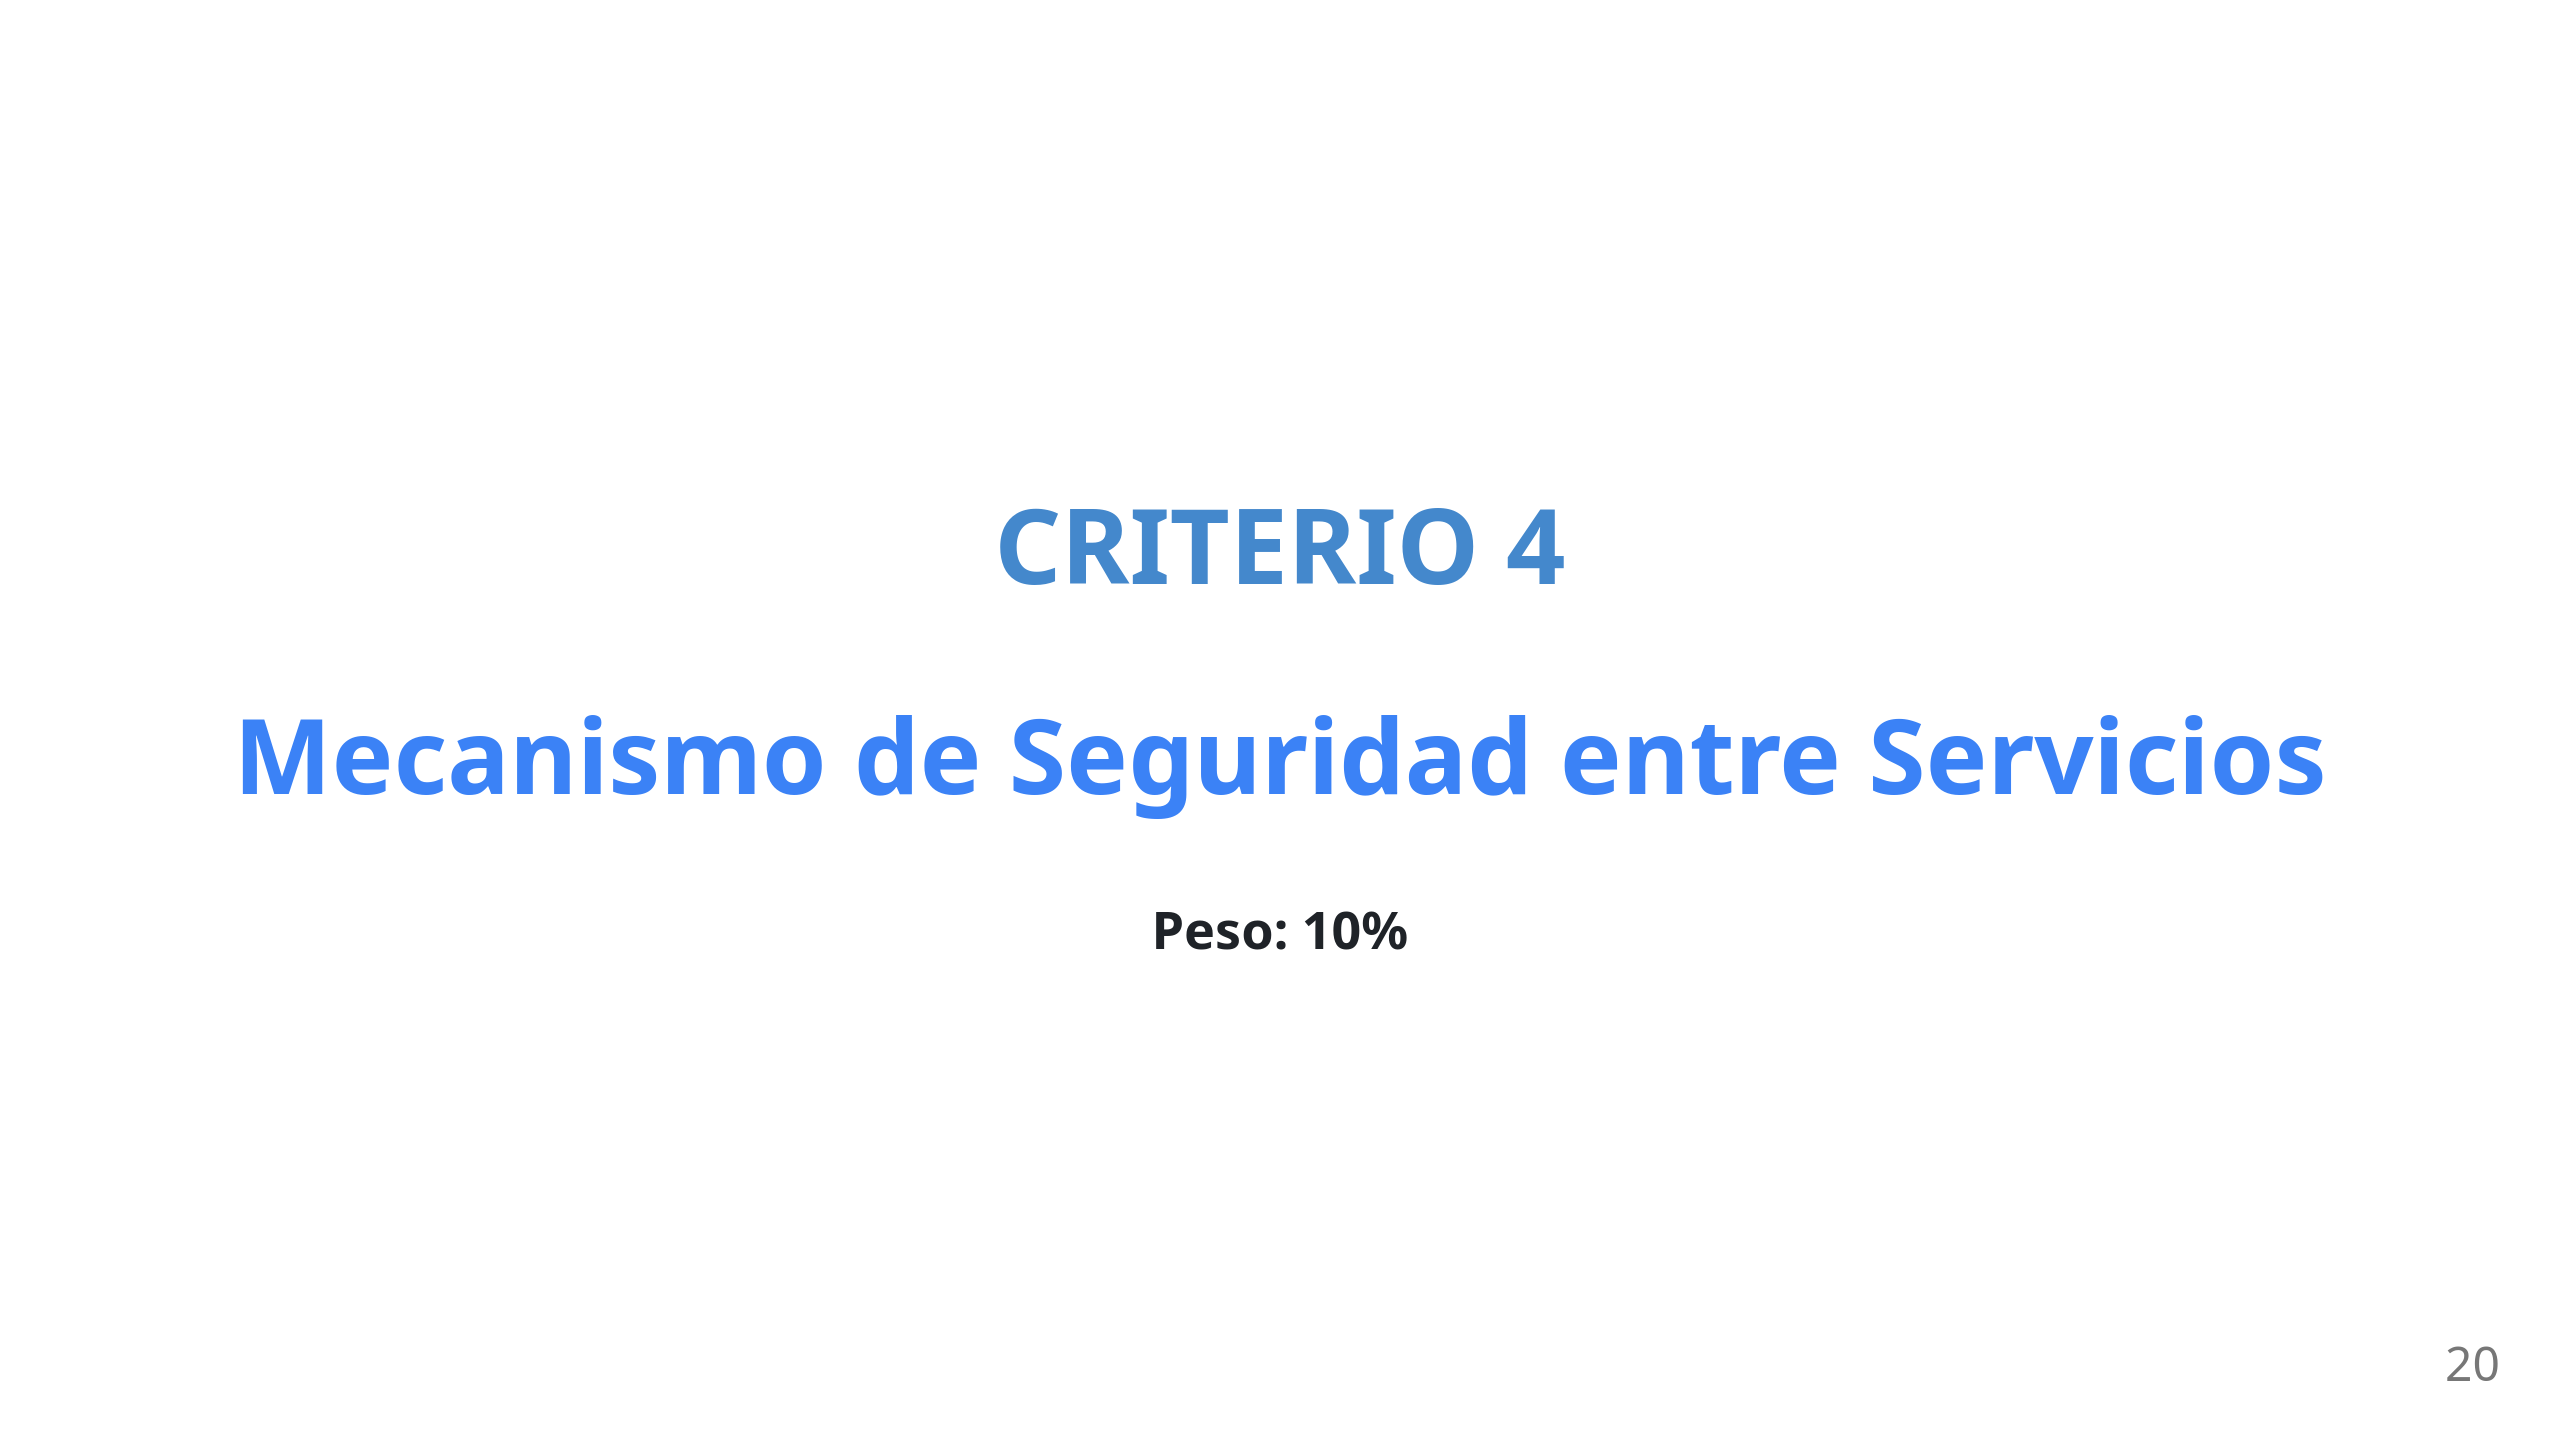 CRITERIO 4
Mecanismo de Seguridad entre Servicios
Peso: 10%
20